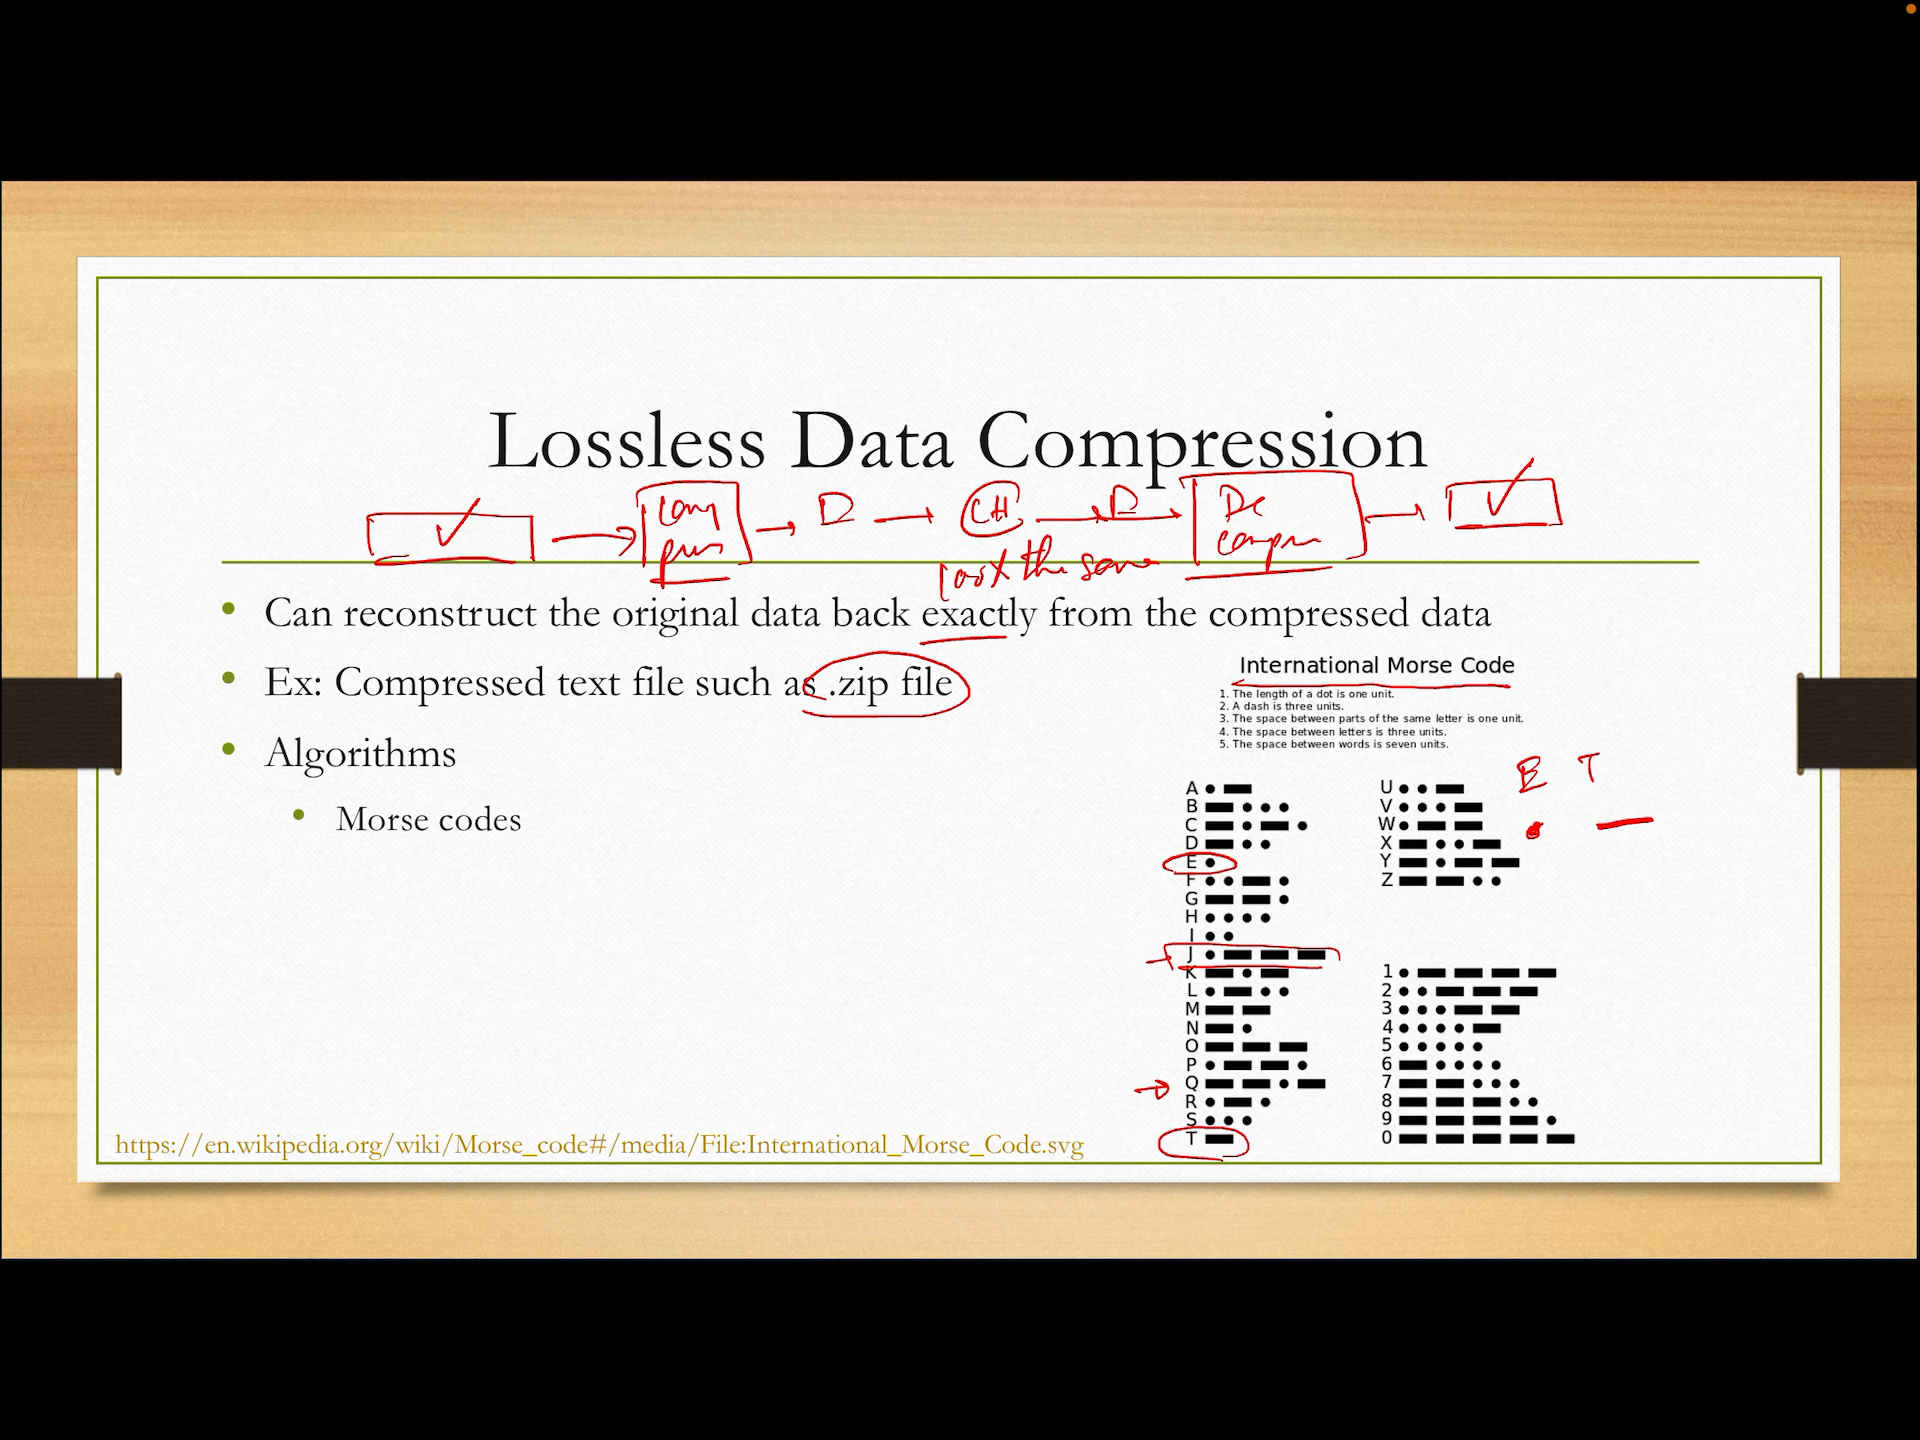 Lossless Data Compression
D CH D De
look the same
Can reconstruct the original data back exactly from the compressed data
Ex: Compressed text file such as .zip file
Algorithms
Morse codes
International Morse Code
1. The length of a dot is one unit.
2. A dash is three units.
3. The space between parts of the same letter is one unit.
4. The space between letters is three units.
5. The space between words is seven units.
E T
A
B
C
D
E
F
G
H
I
J
K
L
M
N
O
P
Q
R
S
T
U
V
W
X
Y
Z
1
2
3
4
5
6
7
8
9
0
https://en.wikipedia.org/wiki/Morse_code#/media/File:International_Morse_Code.svg